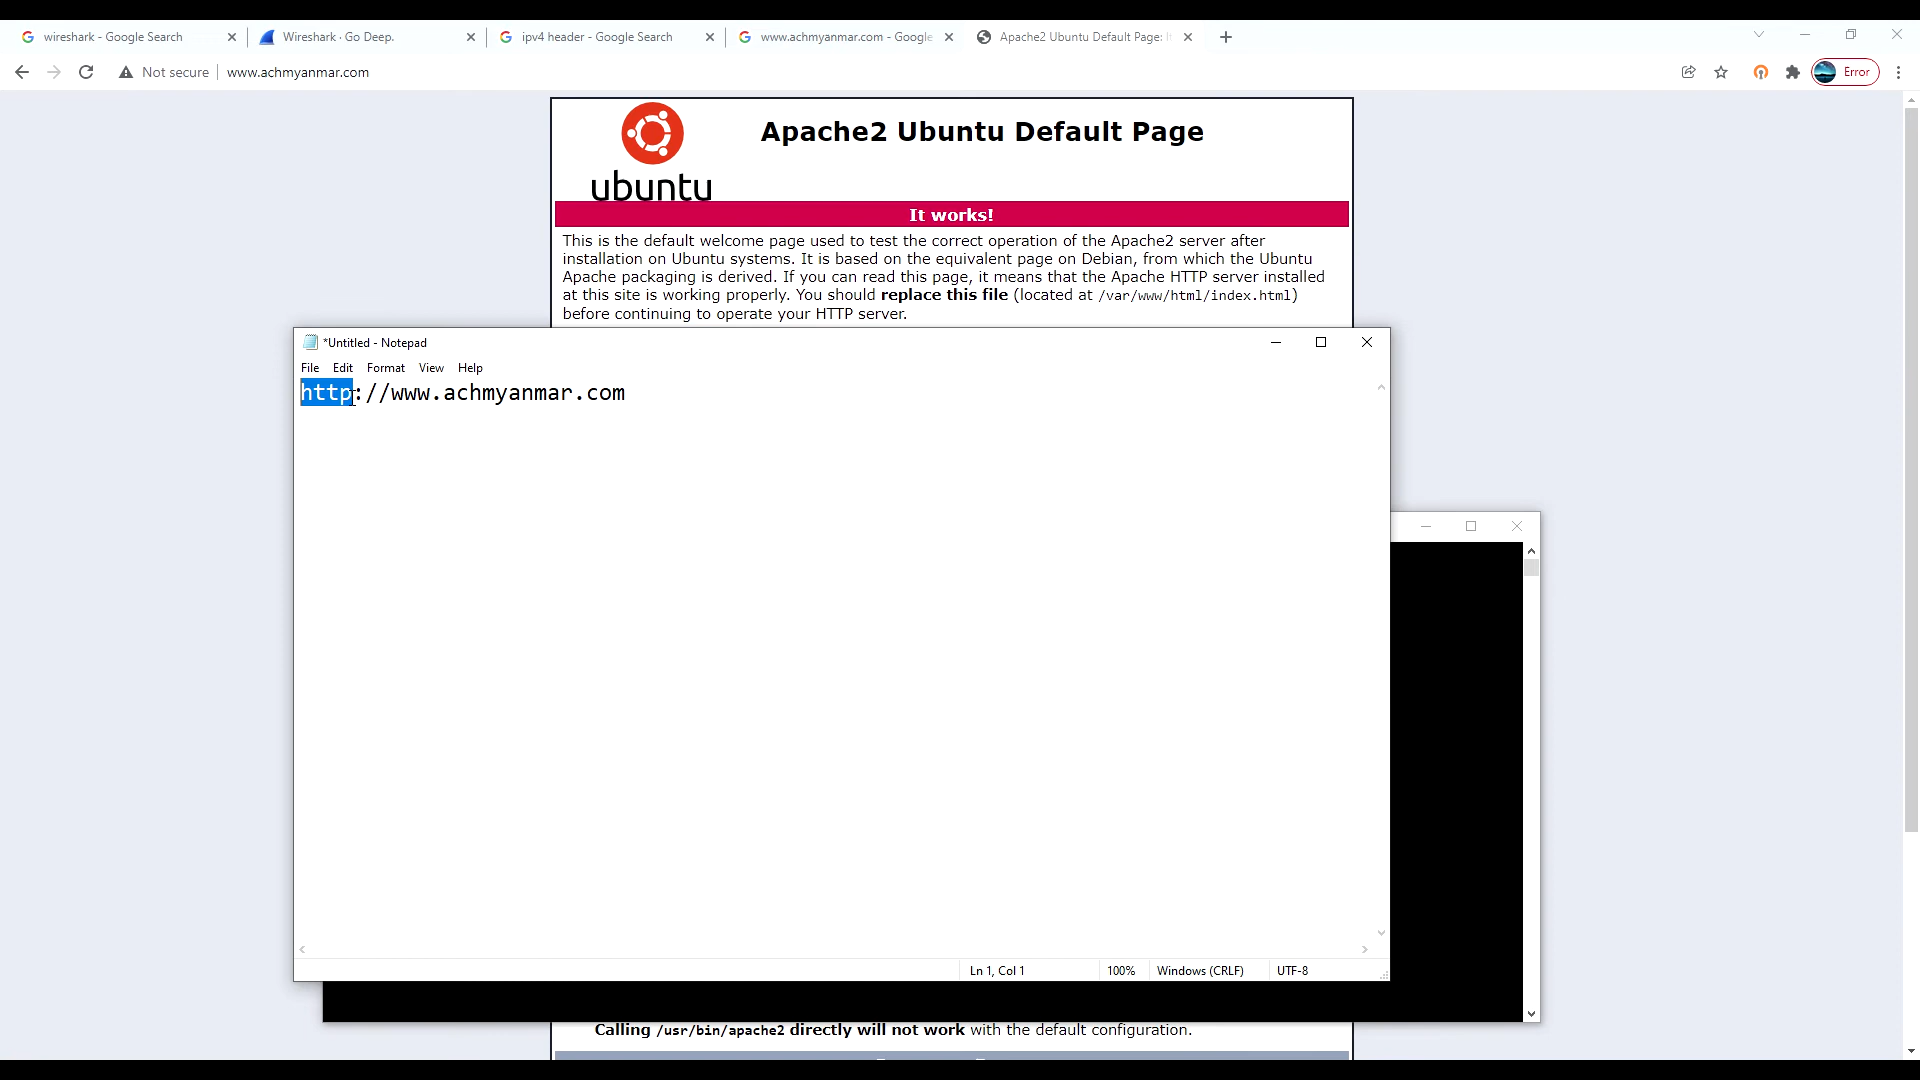 wireshark - Google Search
Wireshark · Go Deep.
ipv4 header - Google Search
www.achmyanmar.com - Google
Apache2 Ubuntu Default Page:
Not secure
www.achmyanmar.com
Error
ubuntu
Apache2 Ubuntu Default Page
It works!
This is the default welcome page used to test the correct operation of the Apache2 server after
installation on Ubuntu systems. It is based on the equivalent page on Debian, from which the Ubuntu
Apache packaging is derived. If you can read this page, it means that the Apache HTTP server installed
at this site is working properly. You should replace this file (located at /var/www/html/index.html)
before continuing to operate your HTTP server.
*Untitled - Notepad
File Edit Format View Help
http://www.achmyanmar.com
Ln 1, Col 1
100%
Windows (CRLF)
UTF-8
Calling /usr/bin/apache2 directly will not work with the default configuration.